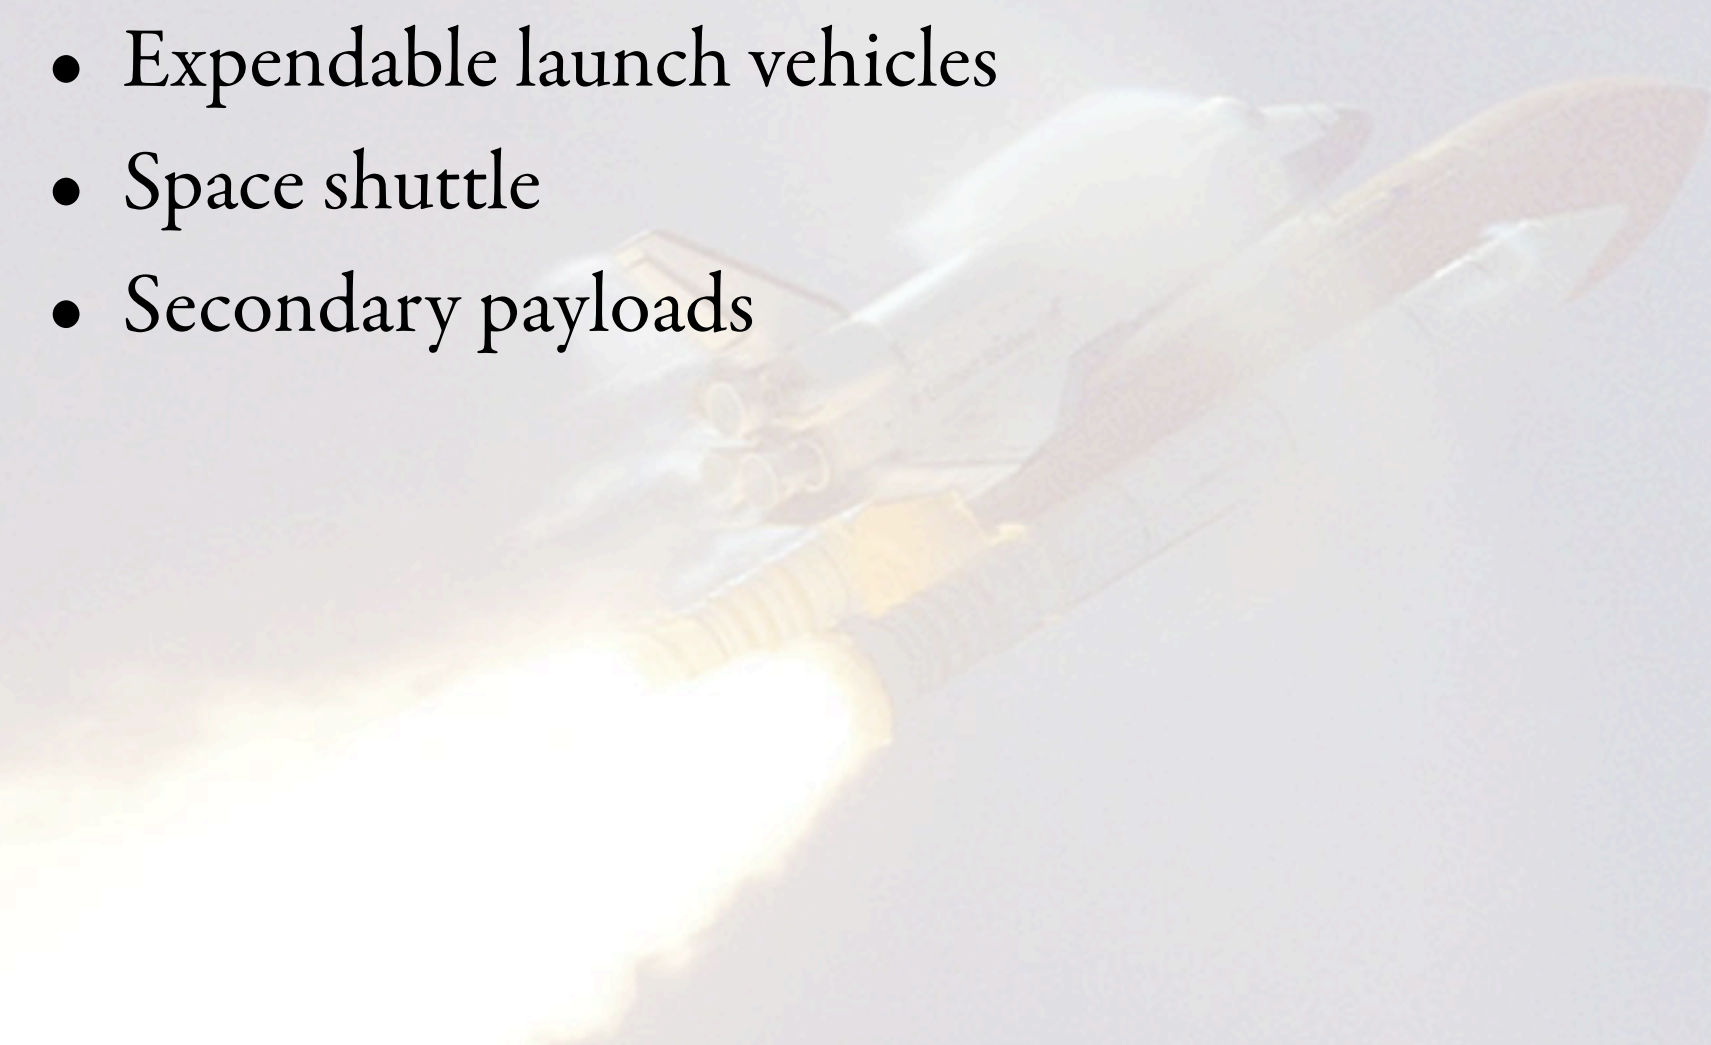 • Expendable launch vehicles
• Space shuttle
• Secondary payloads